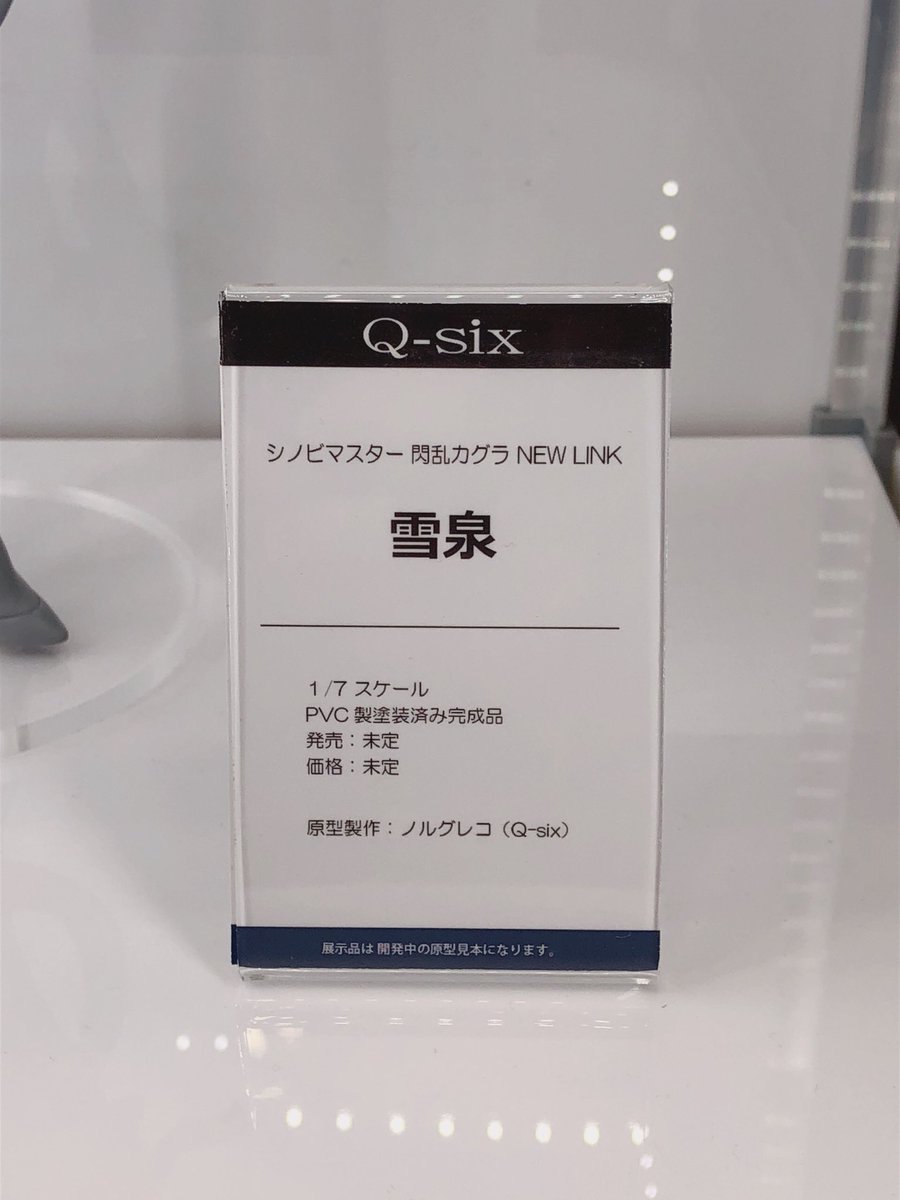 Q-six
シノビマスター 閃乱カグラ NEW LINK
雪泉
1/7 スケール
PVC 製塗装済み完成品
発売：未定
価格：未定
原型製作：ノルグレコ（Q-six）
展示品は 開発中の原型見本になります。